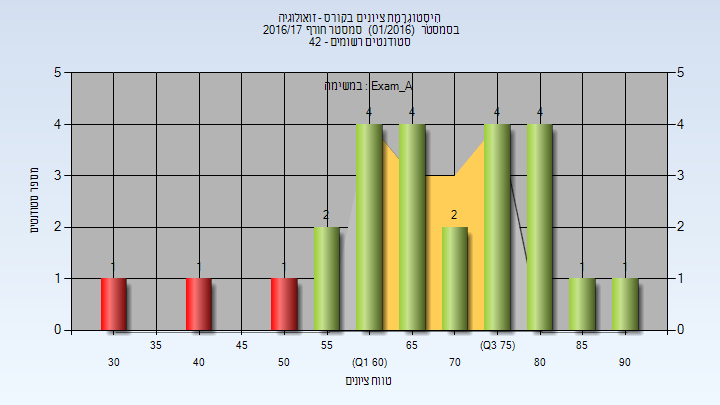 הִיסְטוגְרָמַת ציונים בקורס - זואולוגיה
בסמסטר (01/2016) סמסטר חורף 2016/17
סטודנטים רשומים - 42
במשימה : Exam_A
מספר סטודנטים
5 5
4 4
3 3
2 2
1 1
0 0
1 1 1 2 4 4 2 4 4 1 1
35 45 55 65 (Q3 75) 85
30 40 50 (Q1 60) 70 80 90
טווח ציונים